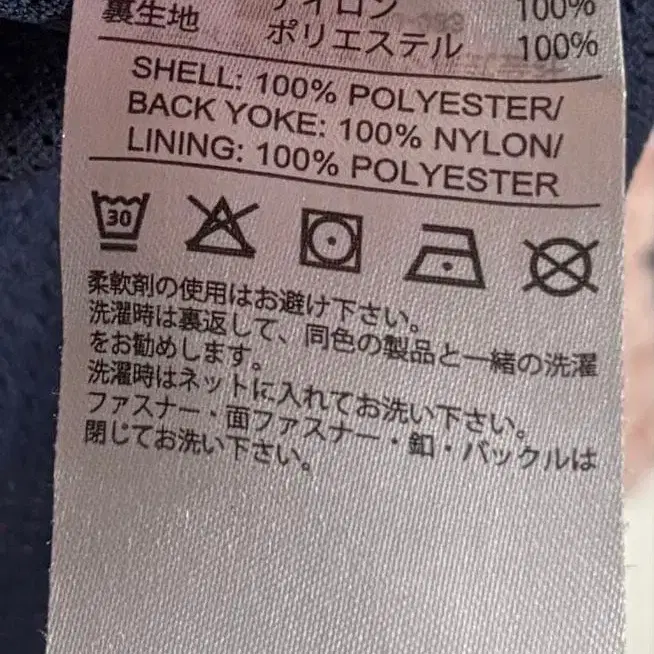 ナイロン 100%
裏生地 ポリエステル 100%
SHELL: 100% POLYESTER/
BACK YOKE: 100% NYLON/
LINING: 100% POLYESTER
30
柔軟剤の使用はお避け下さい。
洗濯時は裏返して、同色の製品と一緒の洗濯
をお勧めします。
洗濯時はネットに入れてお洗い下さい。
ファスナー・面ファスナー・釦・バックルは
閉じてお洗い下さい。